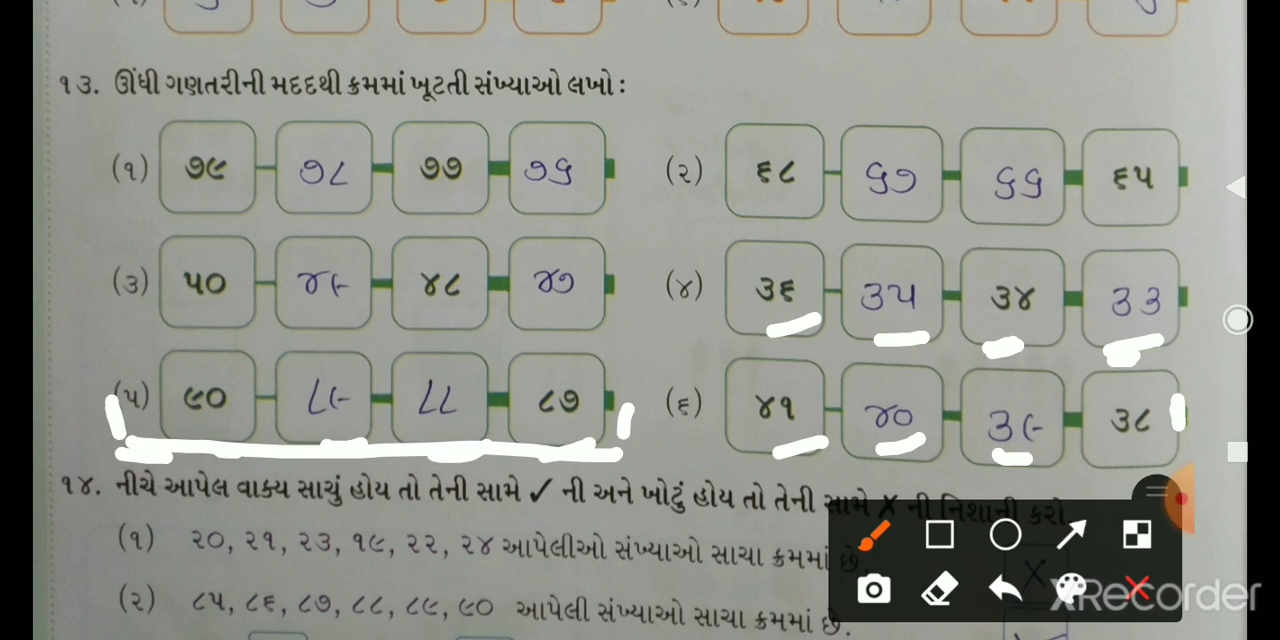 ૧૩. ઊંધી ગણતરીની મદદથી ક્રમમાં ખૂટતી સંખ્યાઓ લખો :
(૧) ૭૯ ૭૮ ૭૭ ૭૬ (૨) ૬૮ ૬૭ ૬૬ ૬૫
(૩) ૫૦ ૪૯ ૪૮ ૪૭ (૪) ૩૬ ૩૫ ૩૪ ૩૩
(૫) ૯૦ ૮૯ ૮૮ ૮૭ (૬) ૪૧ ૪૦ ૩૯ ૩૮
૧૪. નીચે આપેલ વાક્ય સાચું હોય તો તેની સામે ✓ ની અને ખોટું હોય તો તેની સામે ✗ ની નિશાની કરો
(૧) ૨૦, ૨૧, ૨૩, ૧૯, ૨૨, ૨૪ આપેલીઓ સંખ્યાઓ સાચા ક્રમમાં છે. ✗
(૨) ૮૫, ૮૬, ૮૭, ૮૮, ૮૯, ૯૦ આપેલી સંખ્યાઓ સાચા ક્રમમાં છે.
XRecorder